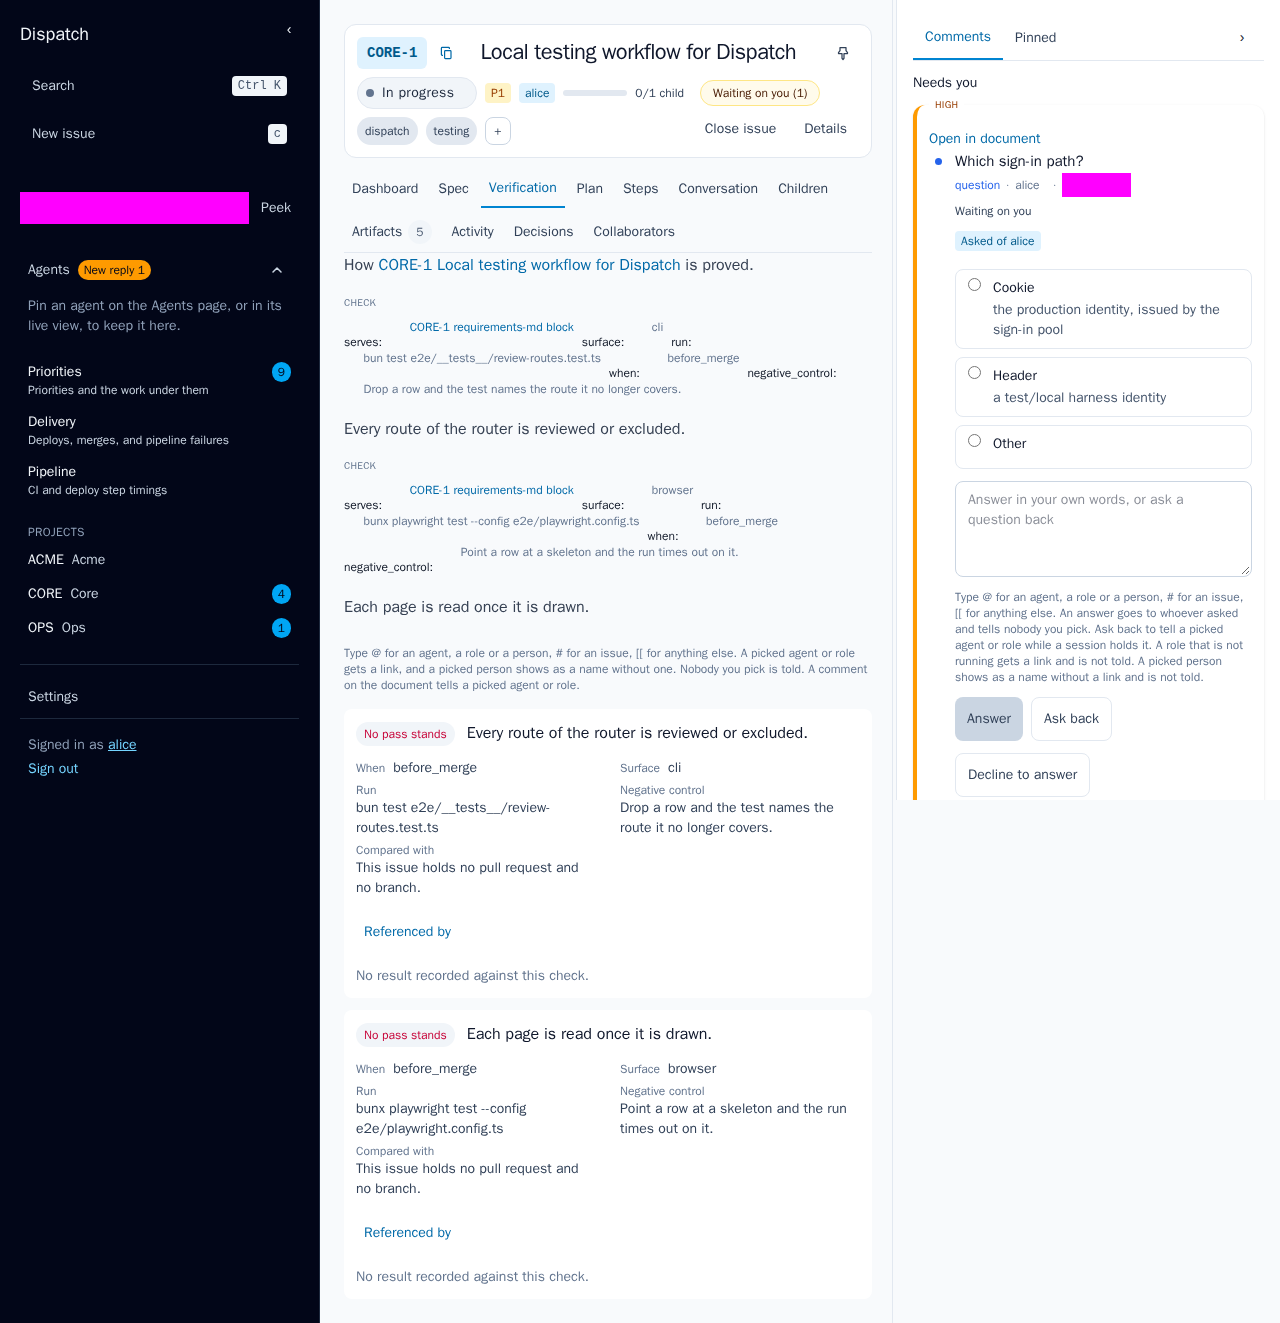 Dispatch
‹
Search
Ctrl K
New issue
C
Peek
Agents
New reply 1
Pin an agent on the Agents page, or in its
live view, to keep it here.
Priorities
9
Priorities and the work under them
Delivery
Deploys, merges, and pipeline failures
Pipeline
CI and deploy step timings
PROJECTS
ACME Acme
CORE Core
4
OPS Ops
1
Settings
Signed in as alice
Sign out
CORE-1
Local testing workflow for Dispatch
In progress
P1
alice
0/1 child
Waiting on you (1)
dispatch
testing
+
Close issue
Details
Dashboard
Spec
Verification
Plan
Steps
Conversation
Children
Artifacts 5
Activity
Decisions
Collaborators
How CORE-1 Local testing workflow for Dispatch is proved.
CHECK
CORE-1 requirements-md block
cli
serves:
surface:
run:
bun test e2e/__tests__/review-routes.test.ts
before_merge
when:
negative_control:
Drop a row and the test names the route it no longer covers.
Every route of the router is reviewed or excluded.
CHECK
CORE-1 requirements-md block
browser
serves:
surface:
run:
bunx playwright test --config e2e/playwright.config.ts
before_merge
when:
Point a row at a skeleton and the run times out on it.
negative_control:
Each page is read once it is drawn.
Type @ for an agent, a role or a person, # for an issue, [[ for anything else. A picked agent or role
gets a link, and a picked person shows as a name without one. Nobody you pick is told. A comment
on the document tells a picked agent or role.
No pass stands
Every route of the router is reviewed or excluded.
When before_merge
Surface cli
Run
bun test e2e/__tests__/review-
routes.test.ts
Negative control
Drop a row and the test names the
route it no longer covers.
Compared with
This issue holds no pull request and
no branch.
Referenced by
No result recorded against this check.
No pass stands
Each page is read once it is drawn.
When before_merge
Surface browser
Run
bunx playwright test --config
e2e/playwright.config.ts
Negative control
Point a row at a skeleton and the run
times out on it.
Compared with
This issue holds no pull request and
no branch.
Referenced by
No result recorded against this check.
Comments
Pinned
›
Needs you
HIGH
Open in document
Which sign-in path?
question · alice ·
Waiting on you
Asked of alice
Cookie
the production identity, issued by the
sign-in pool
Header
a test/local harness identity
Other
Answer in your own words, or ask a
question back
Type @ for an agent, a role or a person, # for an issue,
[[ for anything else. An answer goes to whoever asked
and tells nobody you pick. Ask back to tell a picked
agent or role while a session holds it. A role that is not
running gets a link and is not told. A picked person
shows as a name without a link and is not told.
Answer
Ask back
Decline to answer